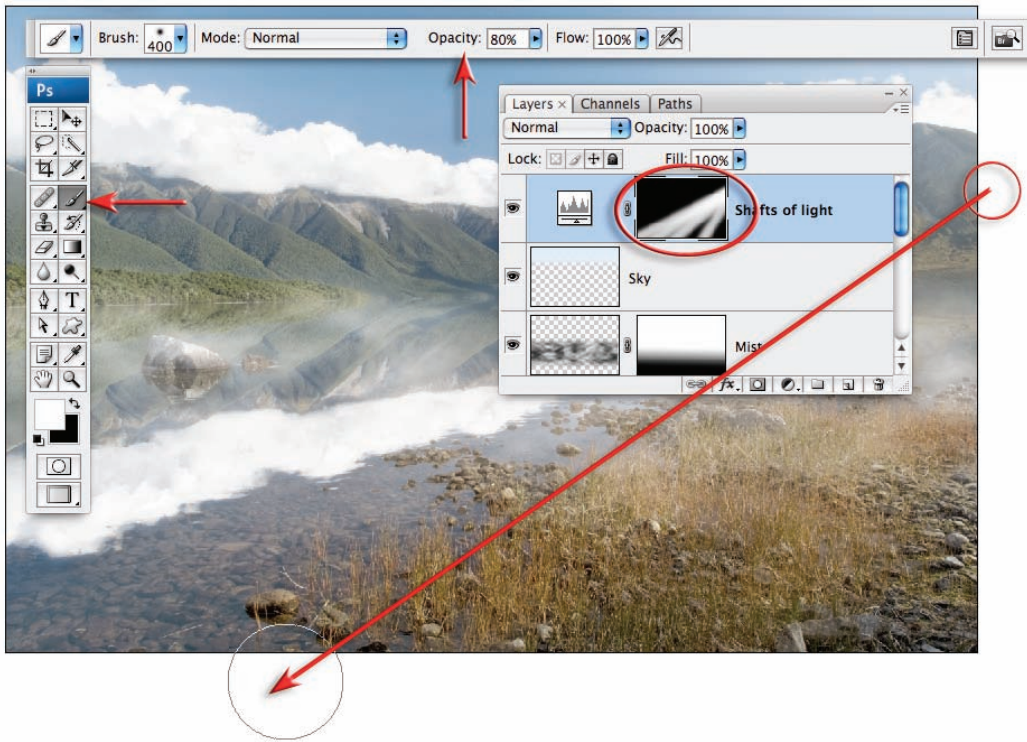 Brush: 400 Mode: Normal Opacity: 80% Flow: 100%
Ps
Layers × Channels Paths
Normal Opacity: 100%
Lock: Fill: 100%
Shafts of light
Sky
Mist
T
fx.